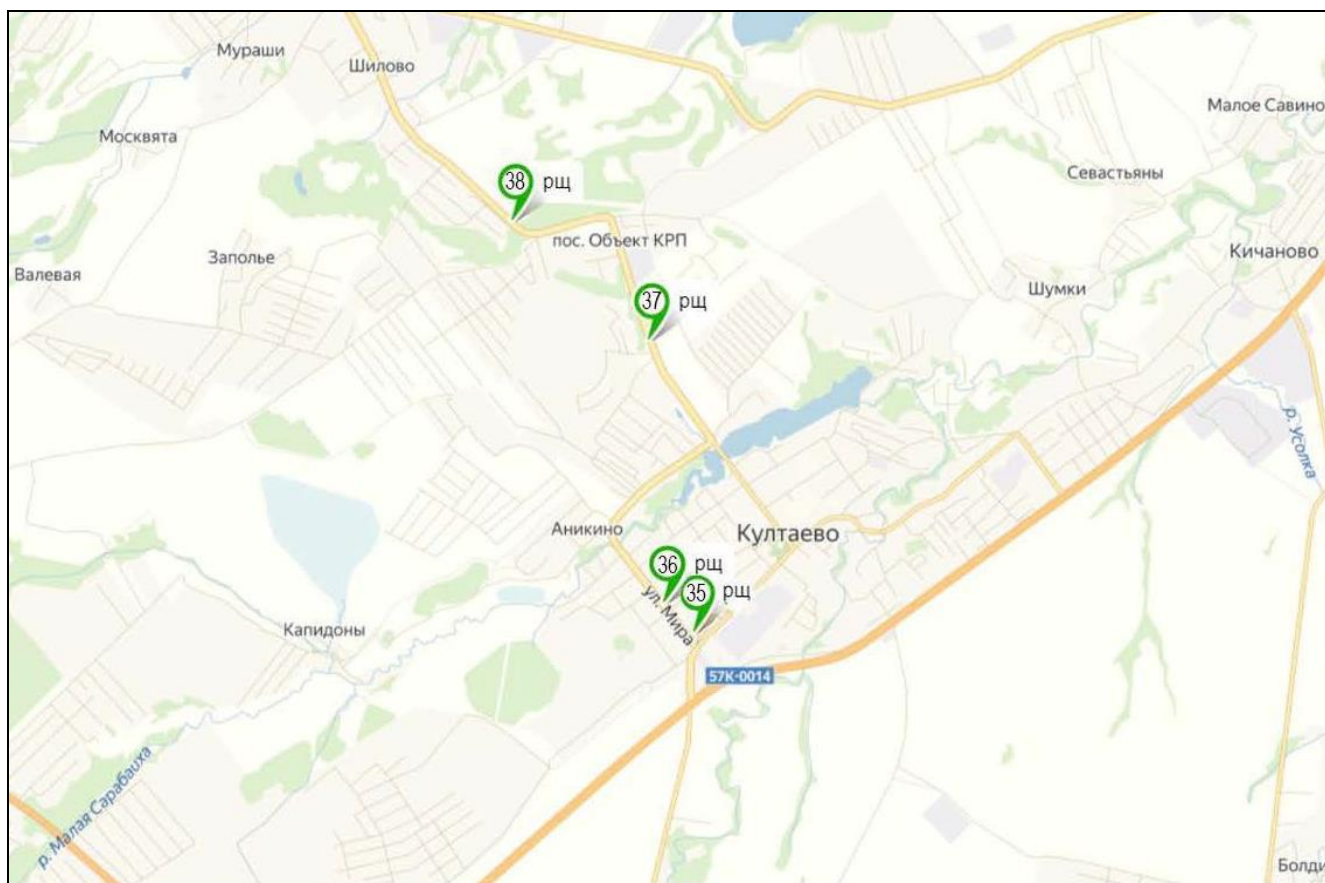 Мураши
Шилово
Малое Савино
Москвята
Севастьяны
38 рщ
пос. Объект КРП
Заполье
Кичаново
Валевая
Шумки
37 рщ
р. Усолка
Аникино
Култаево
36 рщ
35 рщ
ул. Мира
Капидоны
57К-0014
р. Малая Сарабаиха
Болди